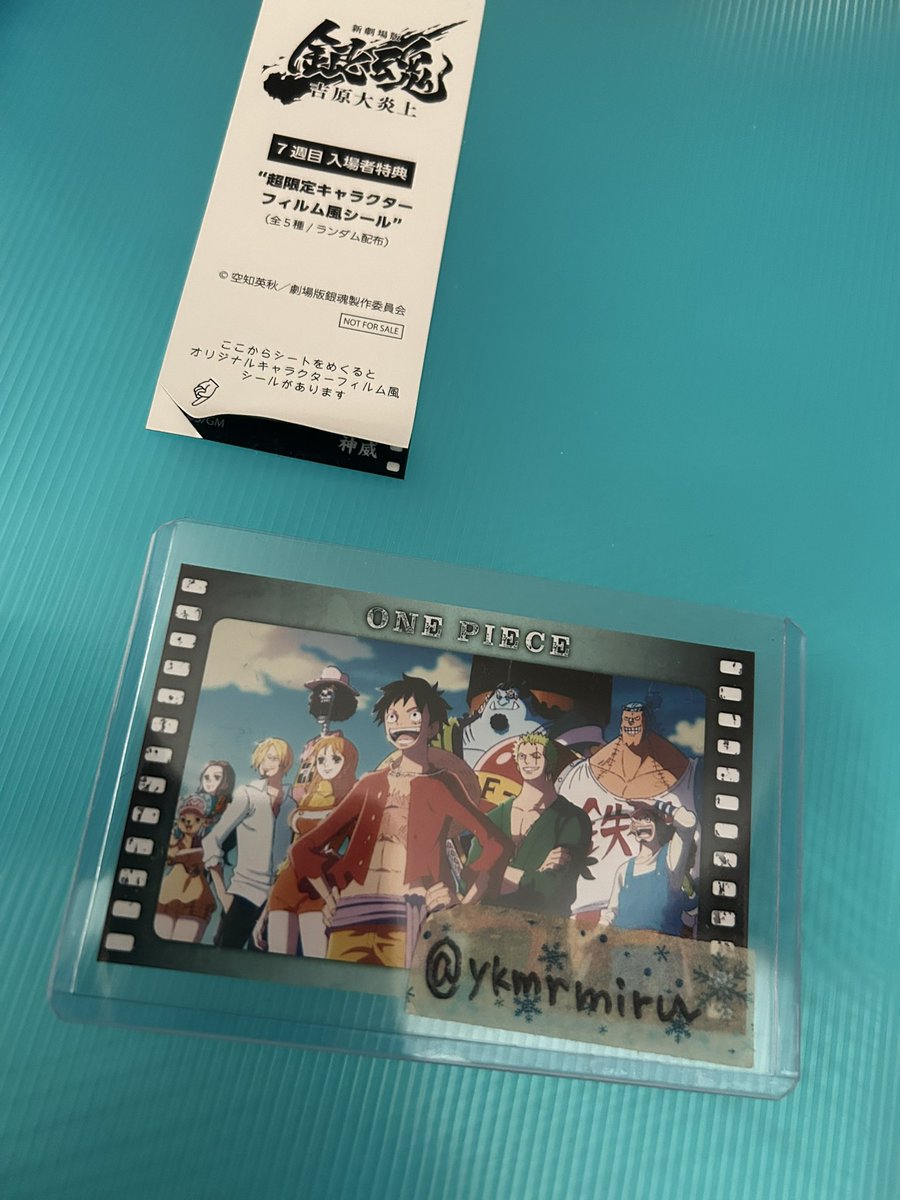 新劇場版
銀魂
吉原大炎上
7週目 入場者特典
“超限定キャラクター
フィルム風シール”
(全5種/ランダム配布)
© 空知英秋/劇場版銀魂製作委員会
NOT FOR SALE
ここからシートをめくると
オリジナルキャラクターフィルム風
シールがあります
/GM
神威
ONE PIECE
鉄
@ykmrmiru